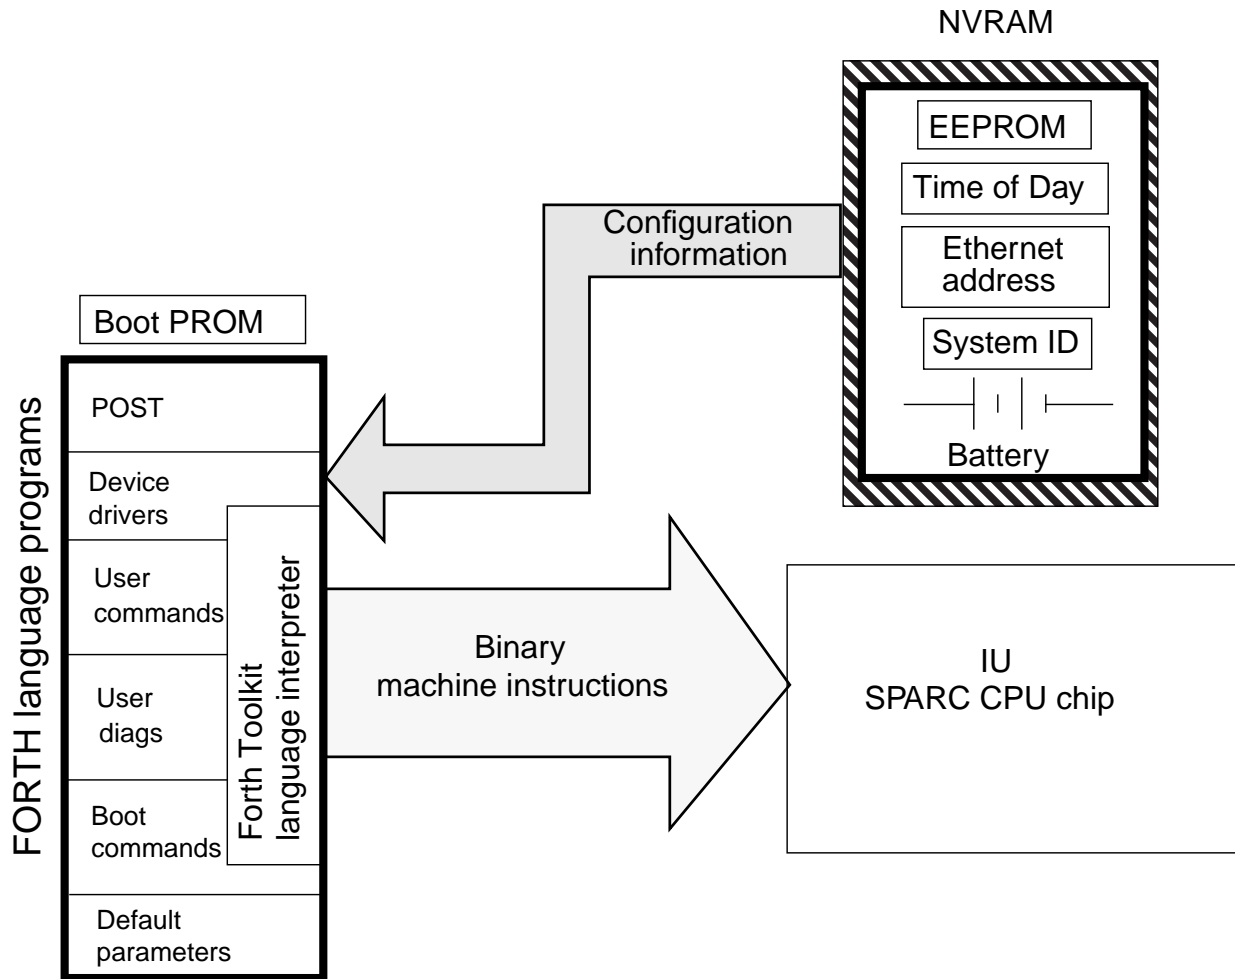 NVRAM
EEPROM
Time of Day
Ethernet
address
System ID
Battery
Configuration
information
Boot PROM
FORTH language programs
POST
Device
drivers
User
commands
User
diags
Boot
commands
Default
parameters
Forth Toolkit
language interpreter
Binary
machine instructions
IU
SPARC CPU chip